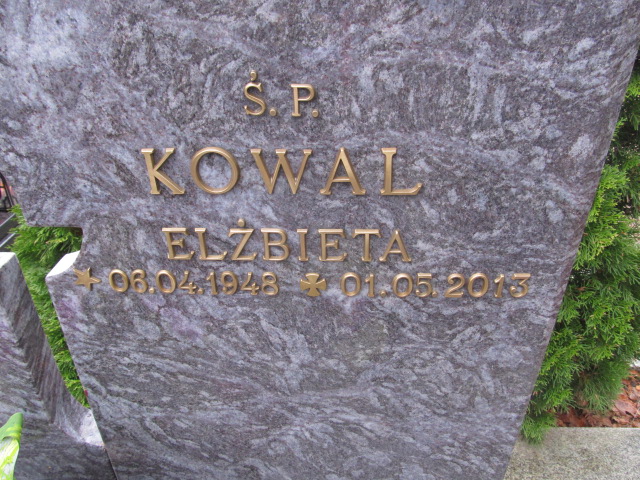 Ś. P.
KOWAL
ELŻBIETA
★ 06.04.1948 ✠ 01.05.2013